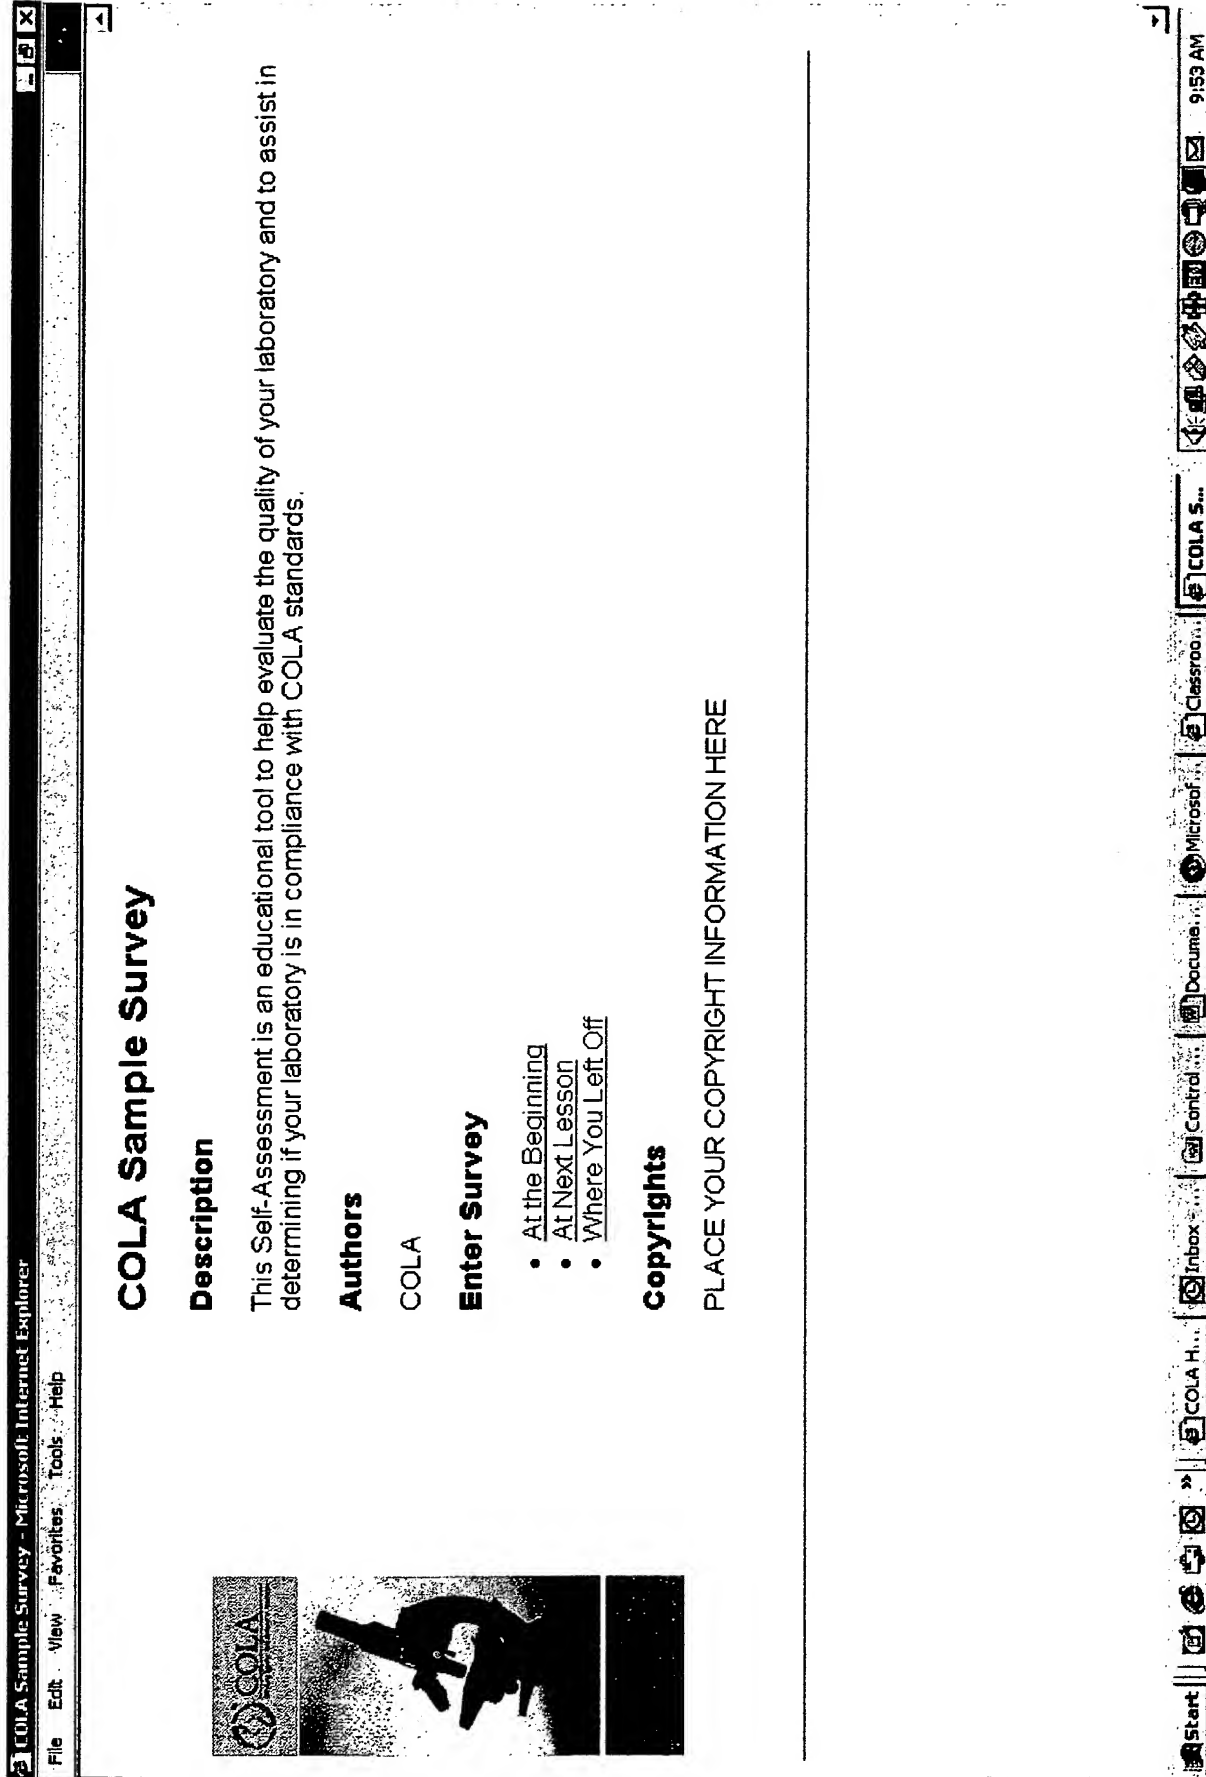 COLA Sample Survey - Microsoft Internet Explorer
File Edit View Favorites Tools Help
COLA
COLA Sample Survey
Description
This Self-Assessment is an educational tool to help evaluate the quality of your laboratory and to assist in
determining if your laboratory is in compliance with COLA standards.
Authors
COLA
Enter Survey
• At the Beginning
• At Next Lesson
• Where You Left Off
Copyrights
PLACE YOUR COPYRIGHT INFORMATION HERE
Start » COLA H... Inbox - ... Control ... Docume... Microsof... Classroo... COLA S... EN 9:53 AM